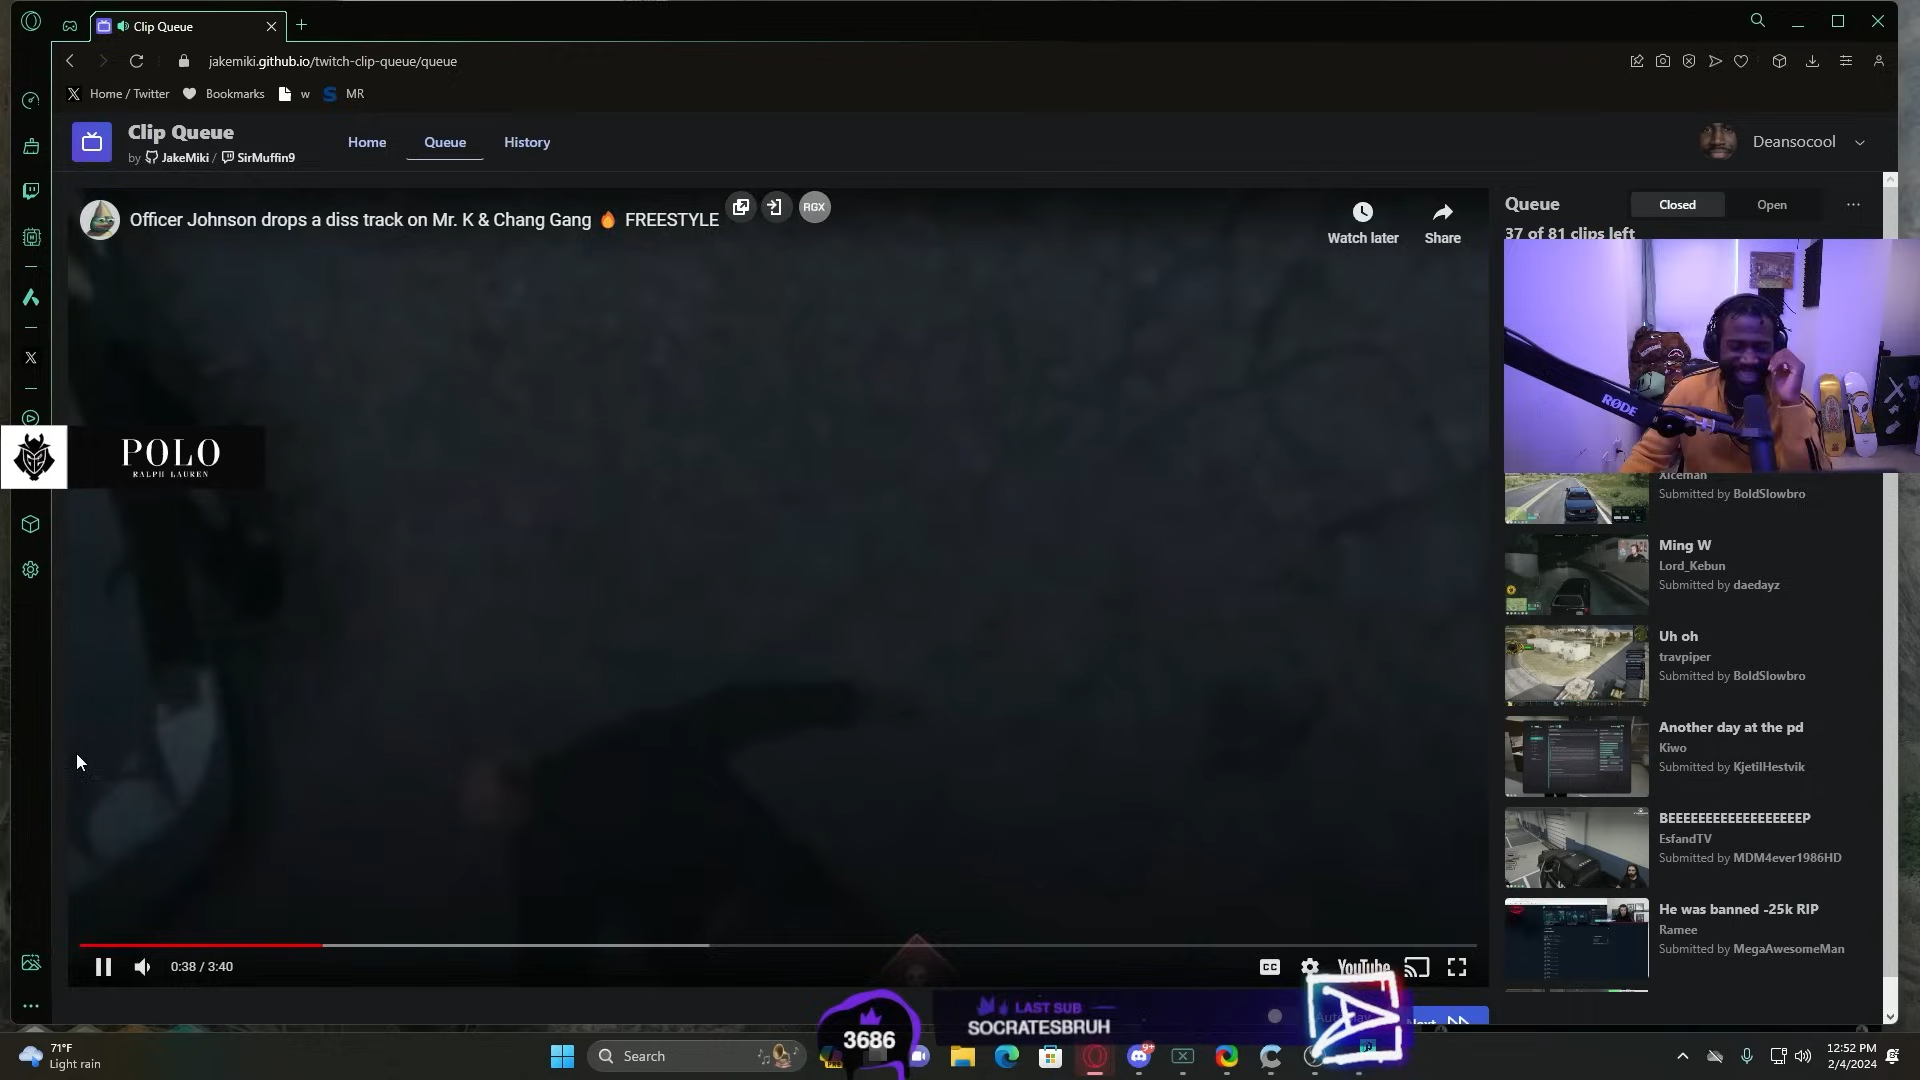 Clip Queue
jakemiki.github.io/twitch-clip-queue/queue
Home / Twitter
Bookmarks
w
MR
Clip Queue
by JakeMiki / SirMuffin9
Home
Queue
History
Deansocool
Officer Johnson drops a diss track on Mr. K & Chang Gang 🔥 FREESTYLE
RGX
Watch later
Share
Queue
Closed
Open
37 of 81 clips left
RØDE
POLO
RALPH LAUREN
Xiceman
Submitted by BoldSlowbro
Ming W
Lord_Kebun
Submitted by daedayz
Uh oh
travpiper
Submitted by BoldSlowbro
Another day at the pd
Kiwo
Submitted by KjetilHestvik
BEEEEEEEEEEEEEEEEEEP
EsfandTV
Submitted by MDM4ever1986HD
He was banned -25k RIP
Ramee
Submitted by MegaAwesomeMan
0:38 / 3:40
CC
YouTube
LAST SUB
SOCRATESBRUH
3686
Next
71°F
Light rain
Search
9+
12:52 PM
2/4/2024